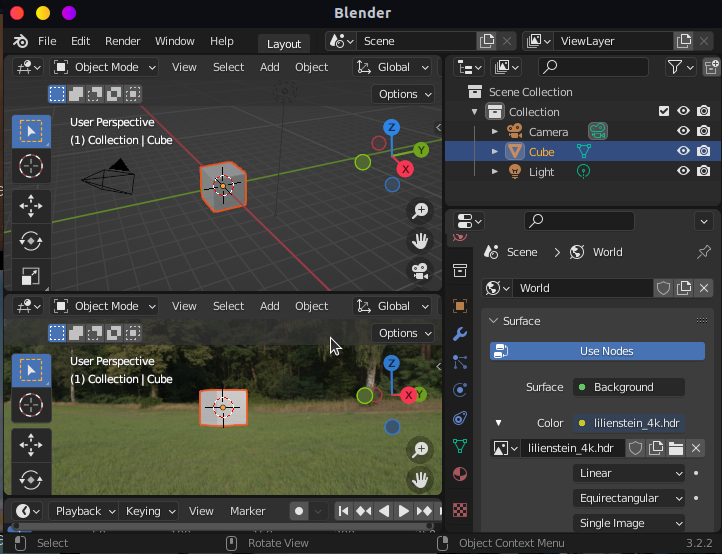 Blender
File Edit Render Window Help Layout Scene ViewLayer
Object Mode View Select Add Object Global
Options
User Perspective
(1) Collection | Cube
Z
Y
X
Object Mode View Select Add Object Global
Options
User Perspective
(1) Collection | Cube
Z
X Y
Playback Keying View Marker
Scene Collection
Collection
Camera
Cube
Light
Scene World
World
Surface
Use Nodes
Surface Background
Color lilienstein_4k.hdr
lilienstein_4k.hdr
Linear
Equirectangular
Single Image
Select Rotate View Object Context Menu 3.2.2